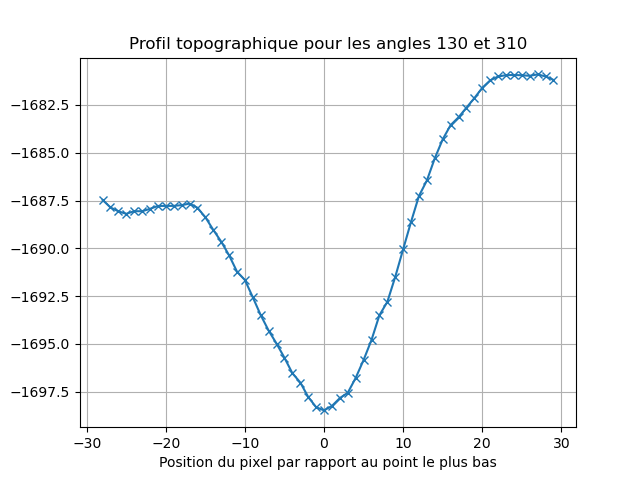 Profil topographique pour les angles 130 et 310
−1682.5
−1685.0
−1687.5
−1690.0
−1692.5
−1695.0
−1697.5
−30 −20 −10 0 10 20 30
Position du pixel par rapport au point le plus bas